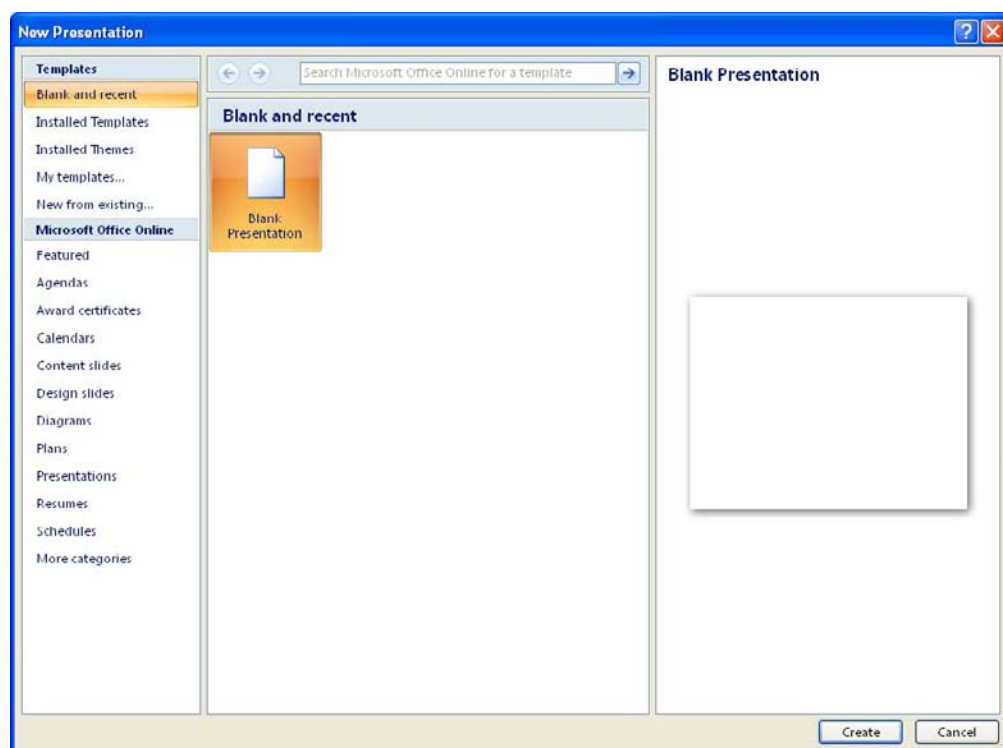 New Presentation
Templates
Blank and recent
Installed Templates
Installed Themes
My templates...
New from existing...
Microsoft Office Online
Featured
Agendas
Award certificates
Calendars
Content slides
Design slides
Diagrams
Plans
Presentations
Resumes
Schedules
More categories
Search Microsoft Office Online for a template
Blank and recent
Blank
Presentation
Blank Presentation
Create
Cancel